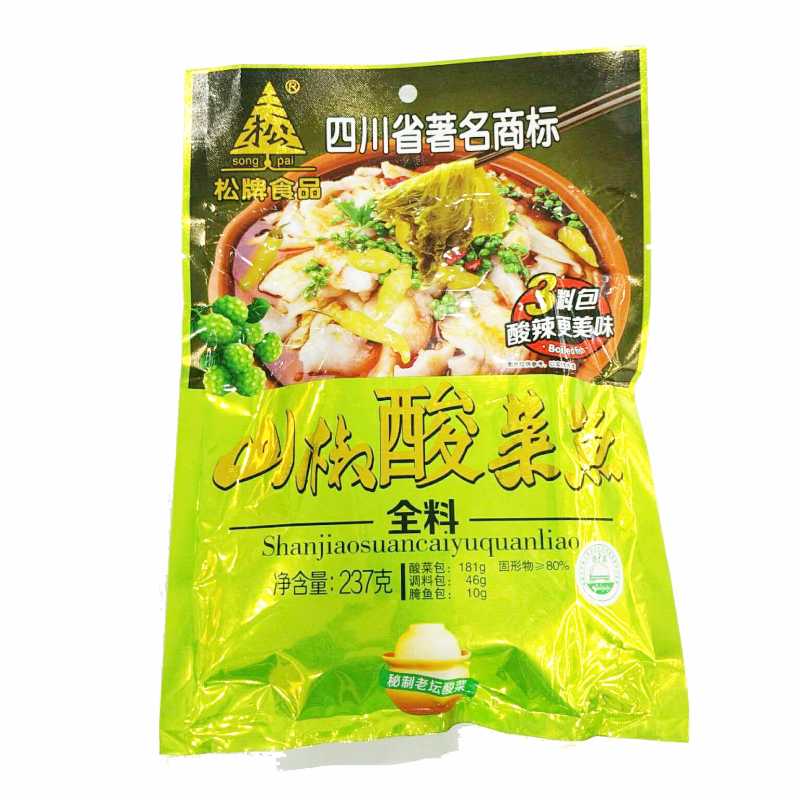 ®
松
song pai
松牌食品
四川省著名商标
3料包
酸辣更美味
Boiled fish
山椒酸菜鱼
全料
Shanjiaosuancaiyuquanliao
净含量:237克
酸菜包: 181g 固形物≥80%
调料包: 46g
腌鱼包: 10g
秘制老坛酸菜